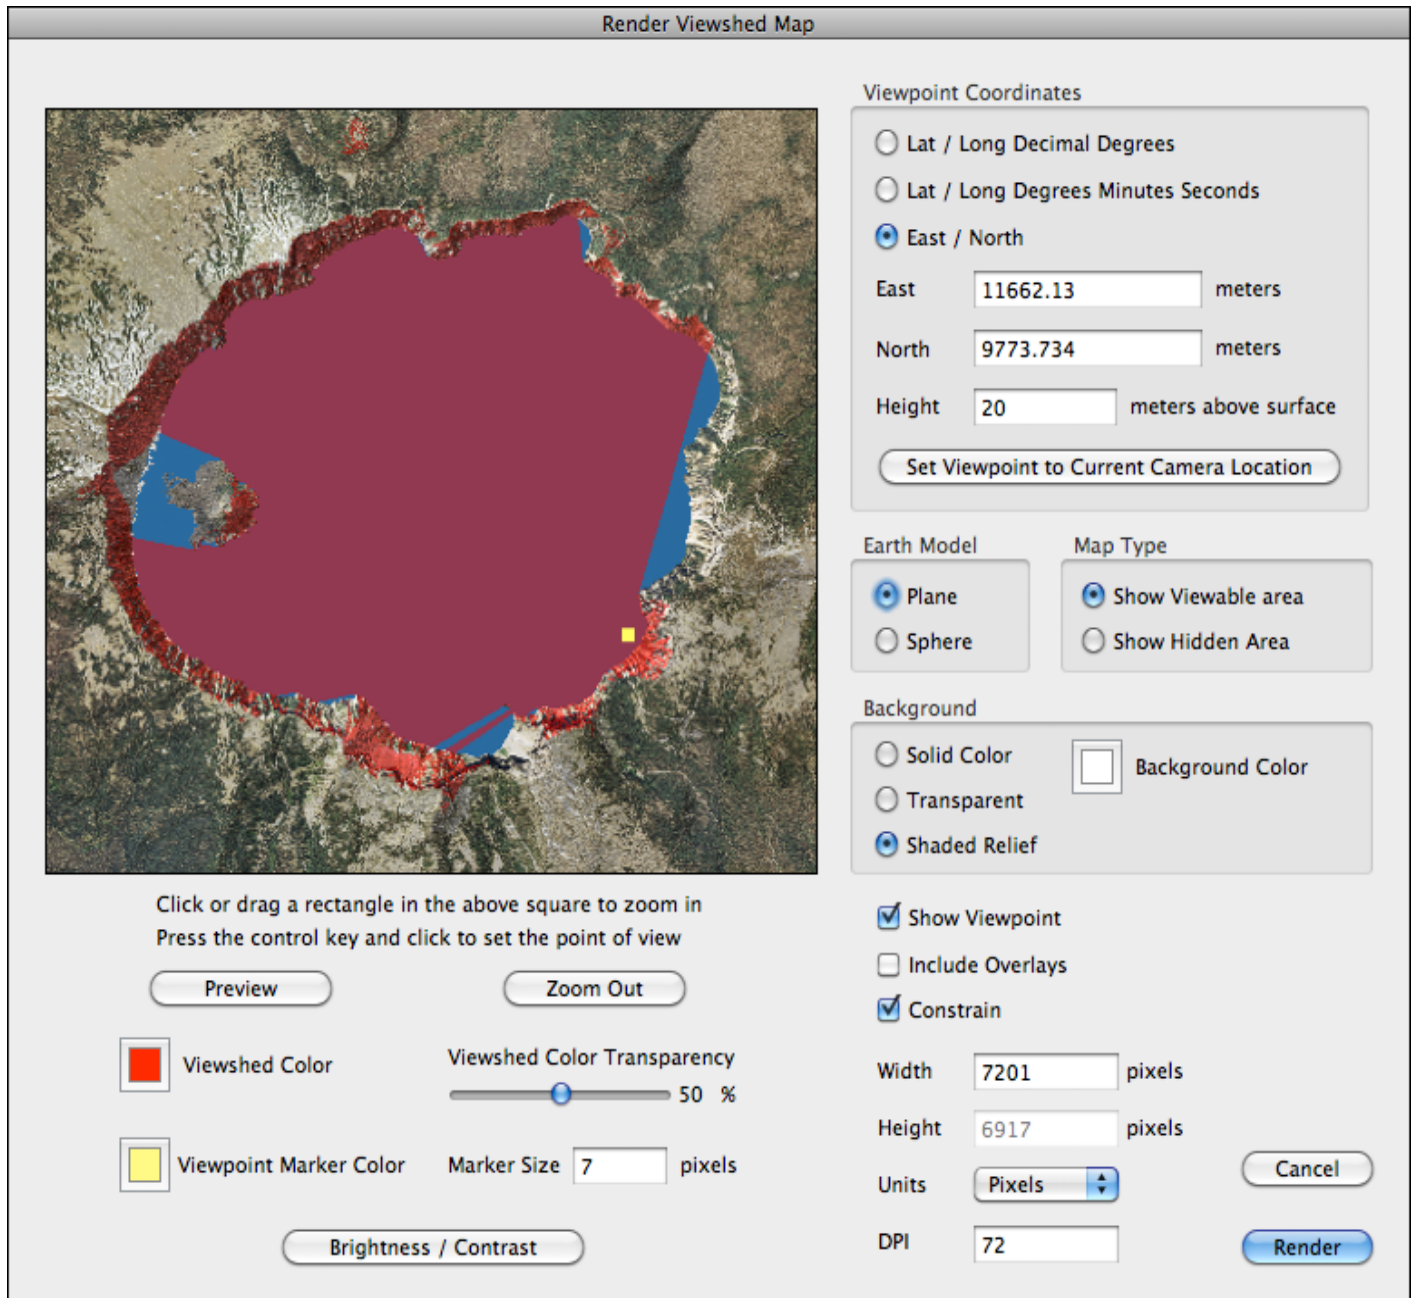 Render Viewshed Map
Viewpoint Coordinates
Lat / Long Decimal Degrees
Lat / Long Degrees Minutes Seconds
East / North
East 11662.13 meters
North 9773.734 meters
Height 20 meters above surface
Set Viewpoint to Current Camera Location
Earth Model
Plane
Sphere
Map Type
Show Viewable area
Show Hidden Area
Background
Solid Color
Transparent
Shaded Relief
Background Color
Click or drag a rectangle in the above square to zoom in
Press the control key and click to set the point of view
Preview
Zoom Out
Viewshed Color
Viewshed Color Transparency
50 %
Viewpoint Marker Color
Marker Size 7 pixels
Brightness / Contrast
Show Viewpoint
Include Overlays
Constrain
Width 7201 pixels
Height 6917 pixels
Units Pixels
DPI 72
Cancel
Render